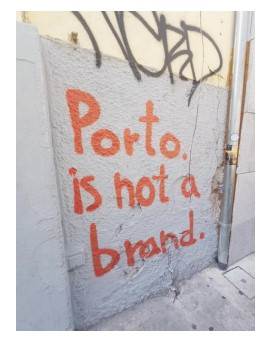 Porto.
is not a
brand.